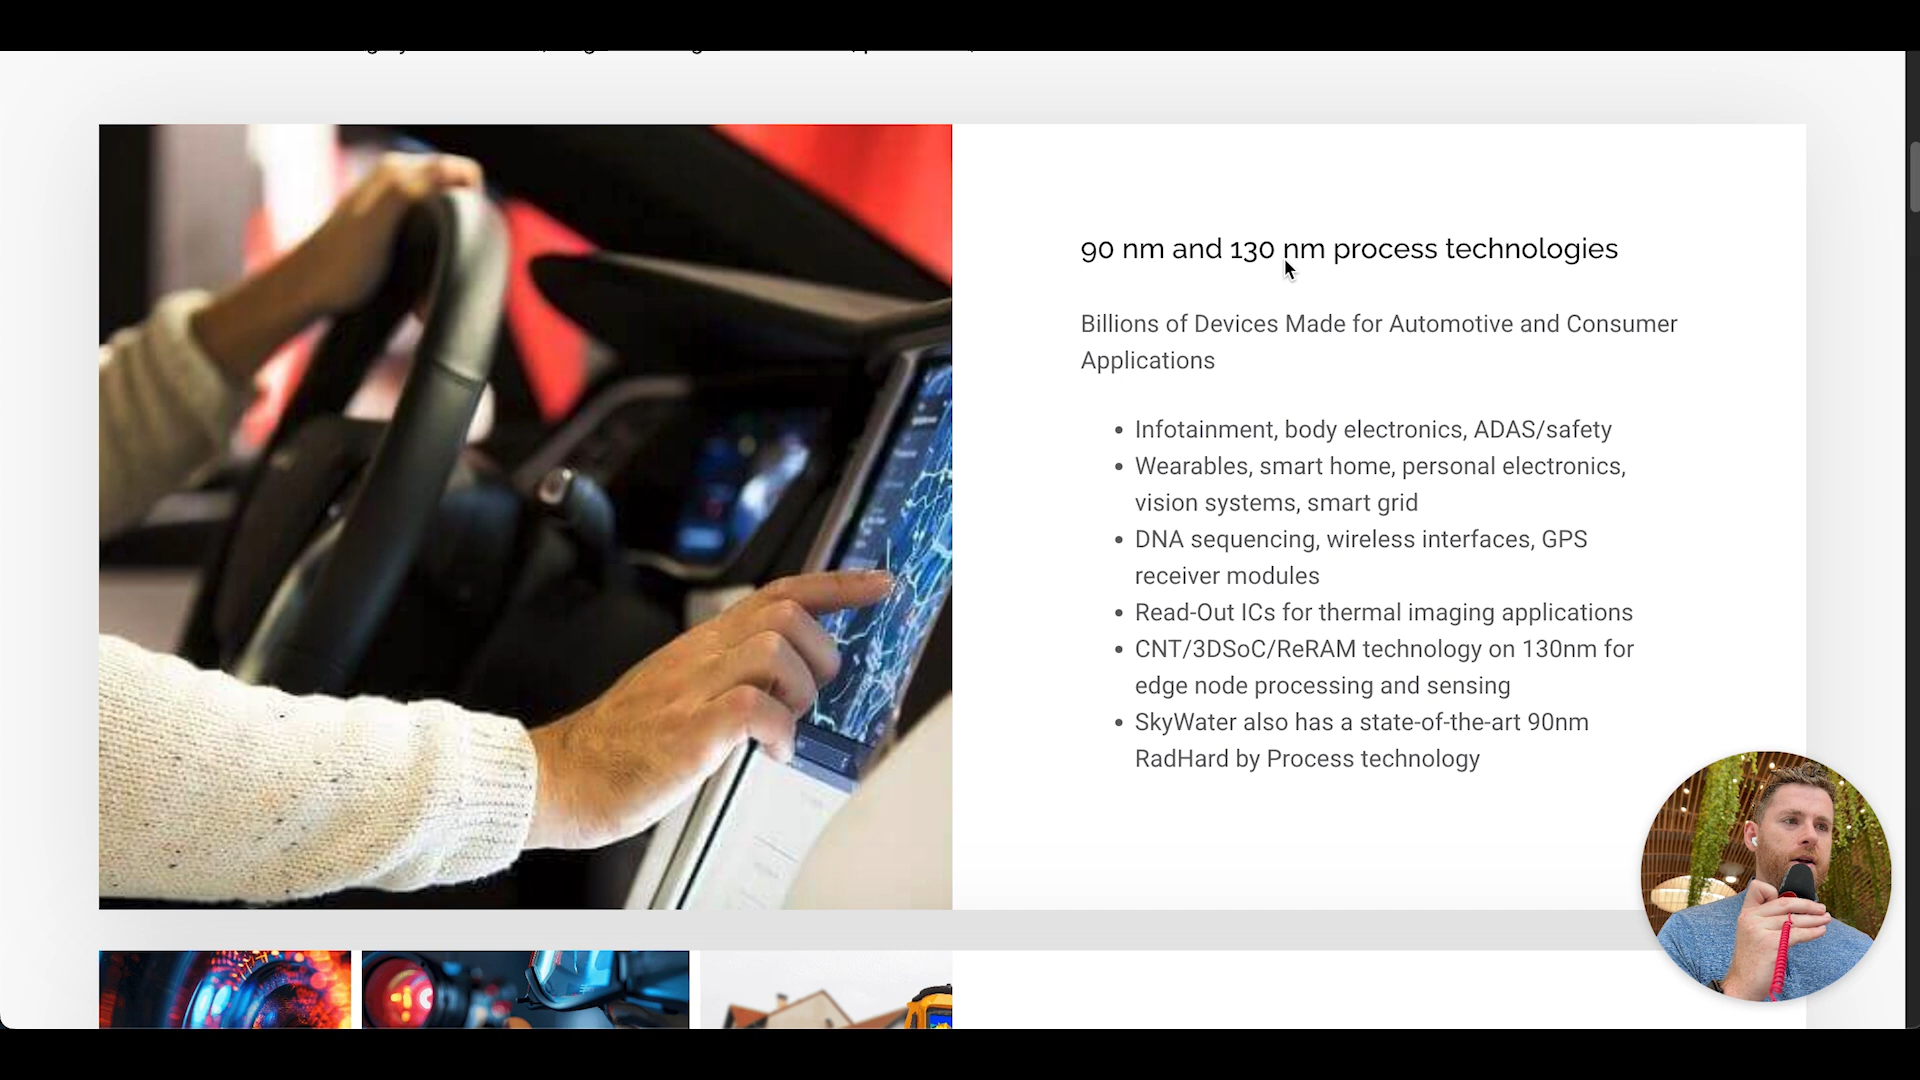 90 nm and 130 nm process technologies
Billions of Devices Made for Automotive and Consumer
Applications
• Infotainment, body electronics, ADAS/safety
• Wearables, smart home, personal electronics,
vision systems, smart grid
• DNA sequencing, wireless interfaces, GPS
receiver modules
• Read-Out ICs for thermal imaging applications
• CNT/3DSoC/ReRAM technology on 130nm for
edge node processing and sensing
• SkyWater also has a state-of-the-art 90nm
RadHard by Process technology